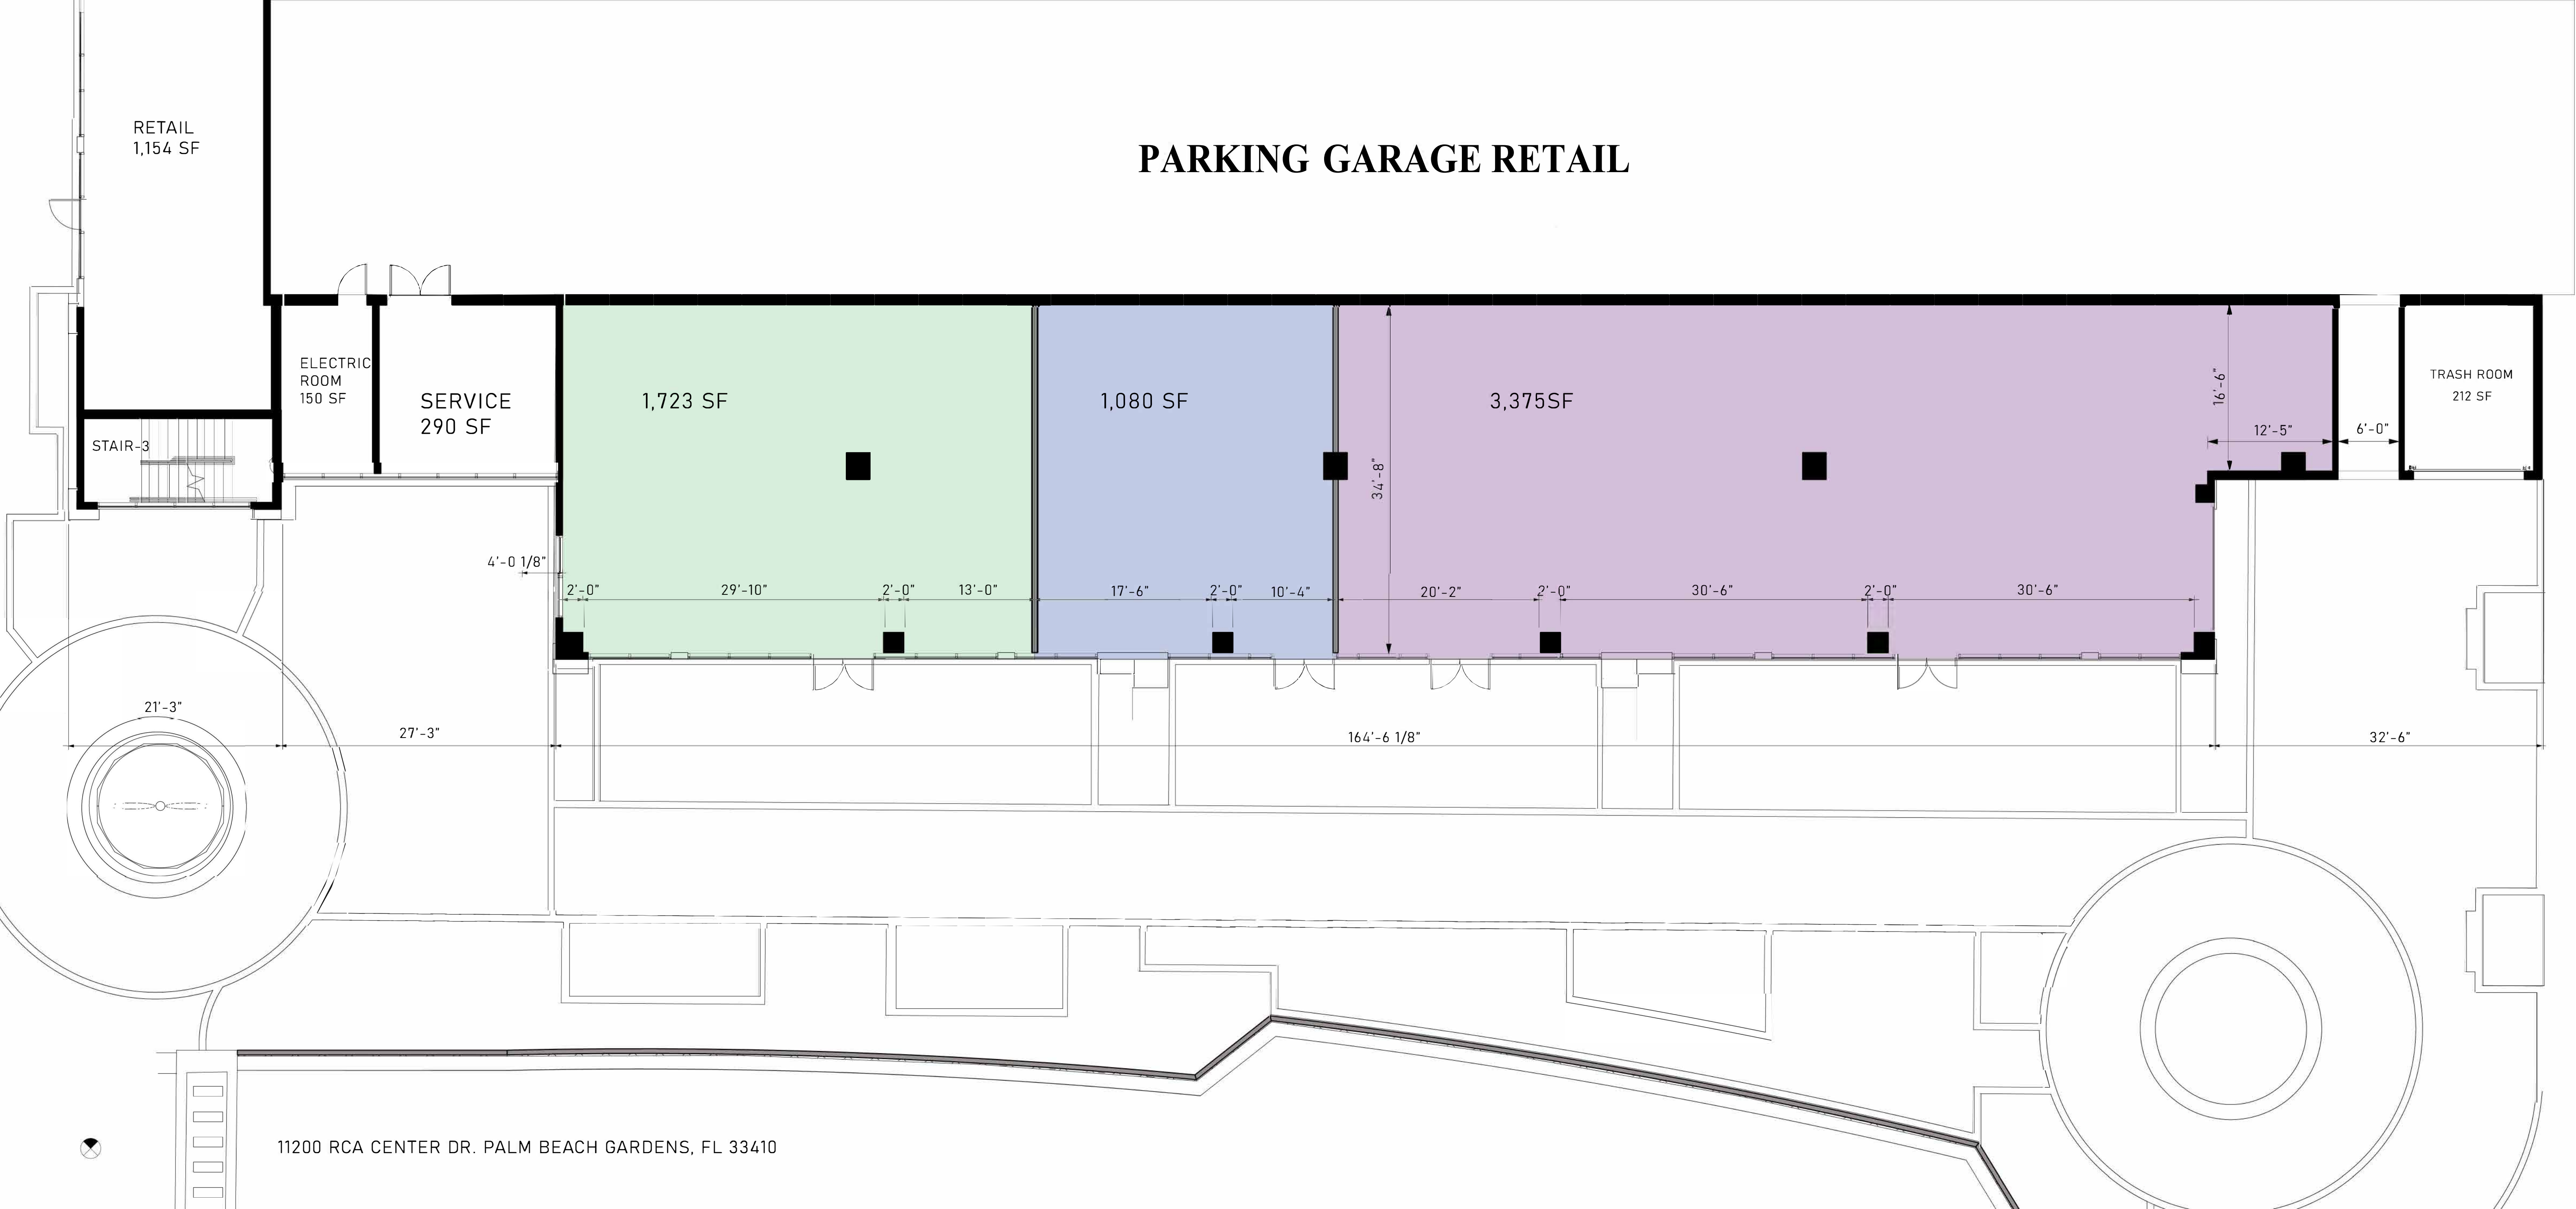 RETAIL
1,154 SF
PARKING GARAGE RETAIL
ELECTRIC
ROOM
150 SF
SERVICE
290 SF
STAIR-3
1,723 SF
1,080 SF
3,375SF
34'-8"
16'-6"
12'-5"
6'-0"
TRASH ROOM
212 SF
4'-0 1/8"
2'-0"
29'-10"
2'-0"
13'-0"
17'-6"
2'-0"
10'-4"
20'-2"
2'-0"
30'-6"
2'-0"
30'-6"
21'-3"
27'-3"
164'-6 1/8"
32'-6"
11200 RCA CENTER DR. PALM BEACH GARDENS, FL 33410